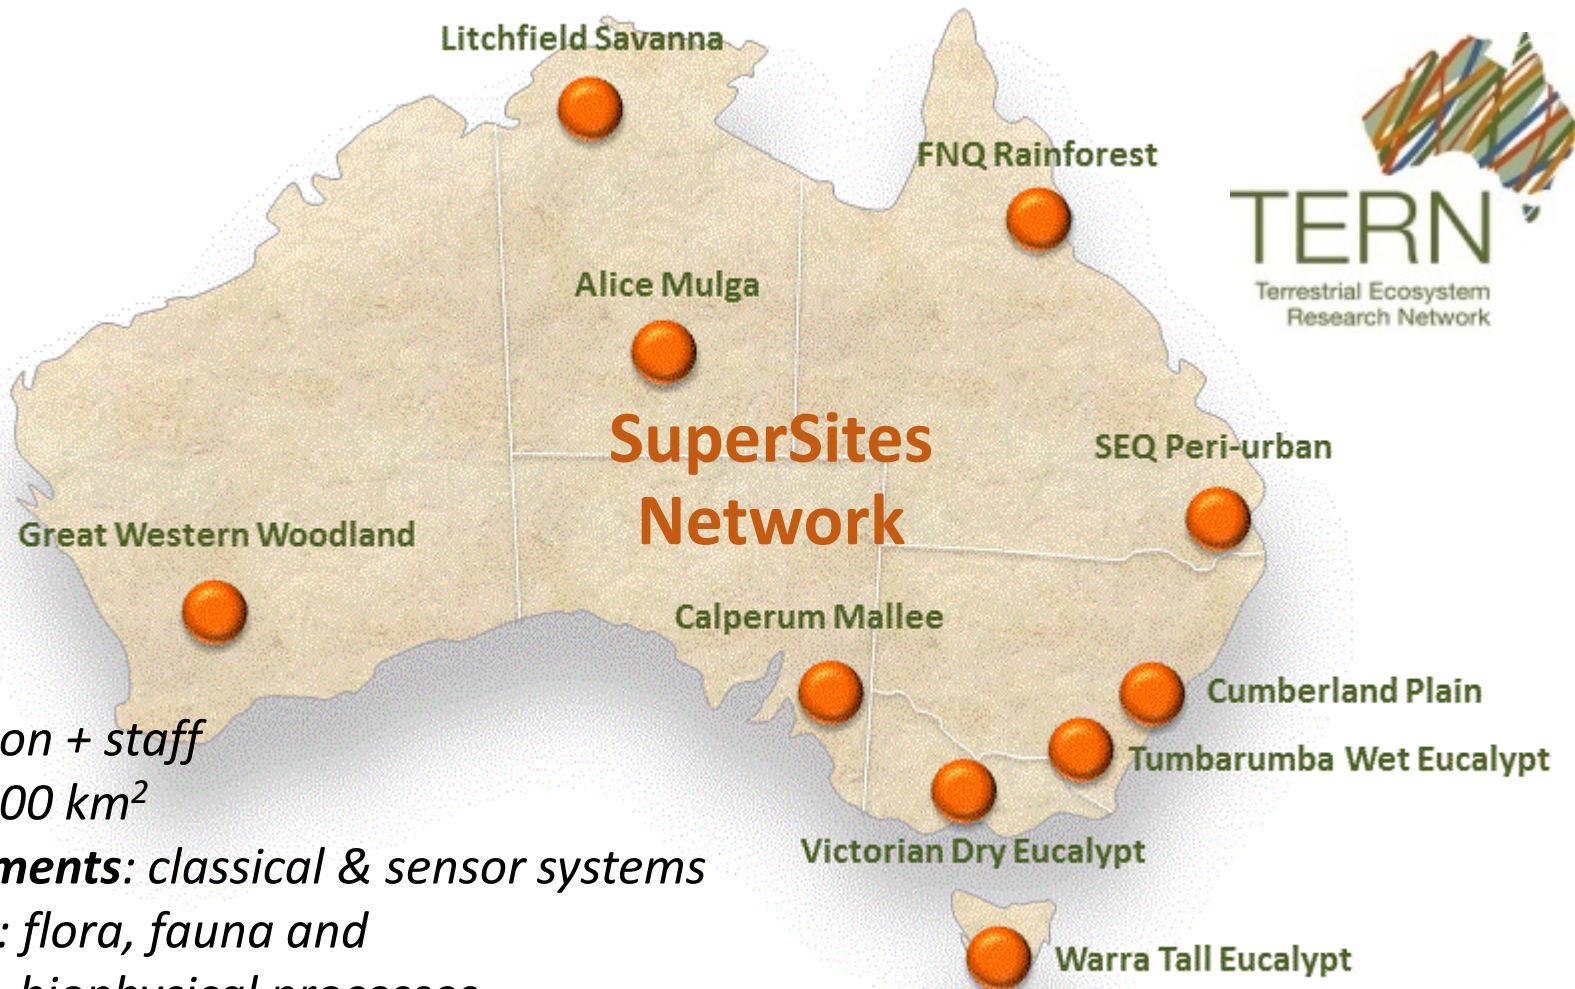 Litchfield Savanna
FNQ Rainforest
TERN
Terrestrial Ecosystem
Research Network
Alice Mulga
SuperSites
Network
SEQ Peri-urban
Great Western Woodland
Calperum Mallee
Cumberland Plain
Tumbarumba Wet Eucalypt
Victorian Dry Eucalypt
Warra Tall Eucalypt
on + staff
00 km²
ments: classical & sensor systems
: flora, fauna and
biophysical processes